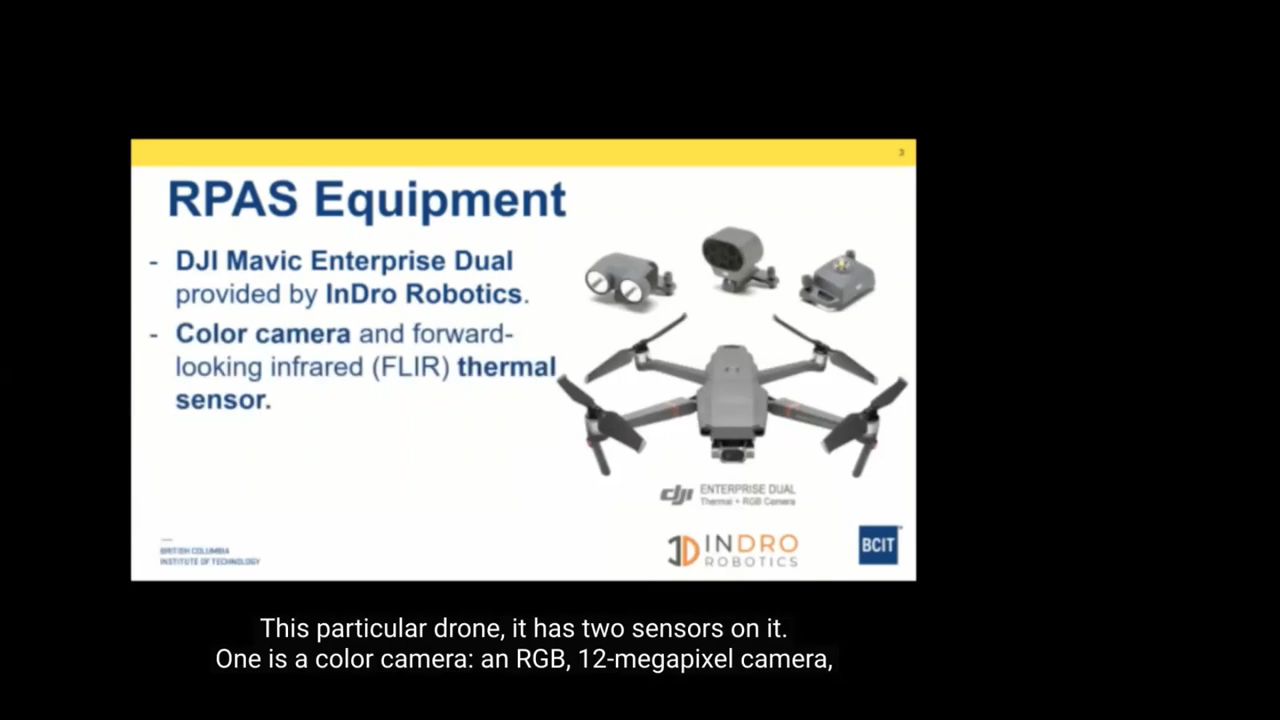 3
RPAS Equipment
- DJI Mavic Enterprise Dual
provided by InDro Robotics.
- Color camera and forward-
looking infrared (FLIR) thermal
sensor.
dji ENTERPRISE DUAL
Thermal + RGB Camera
INDRO
ROBOTICS
BCIT
BRITISH COLUMBIA
INSTITUTE OF TECHNOLOGY
This particular drone, it has two sensors on it.
One is a color camera: an RGB, 12-megapixel camera,